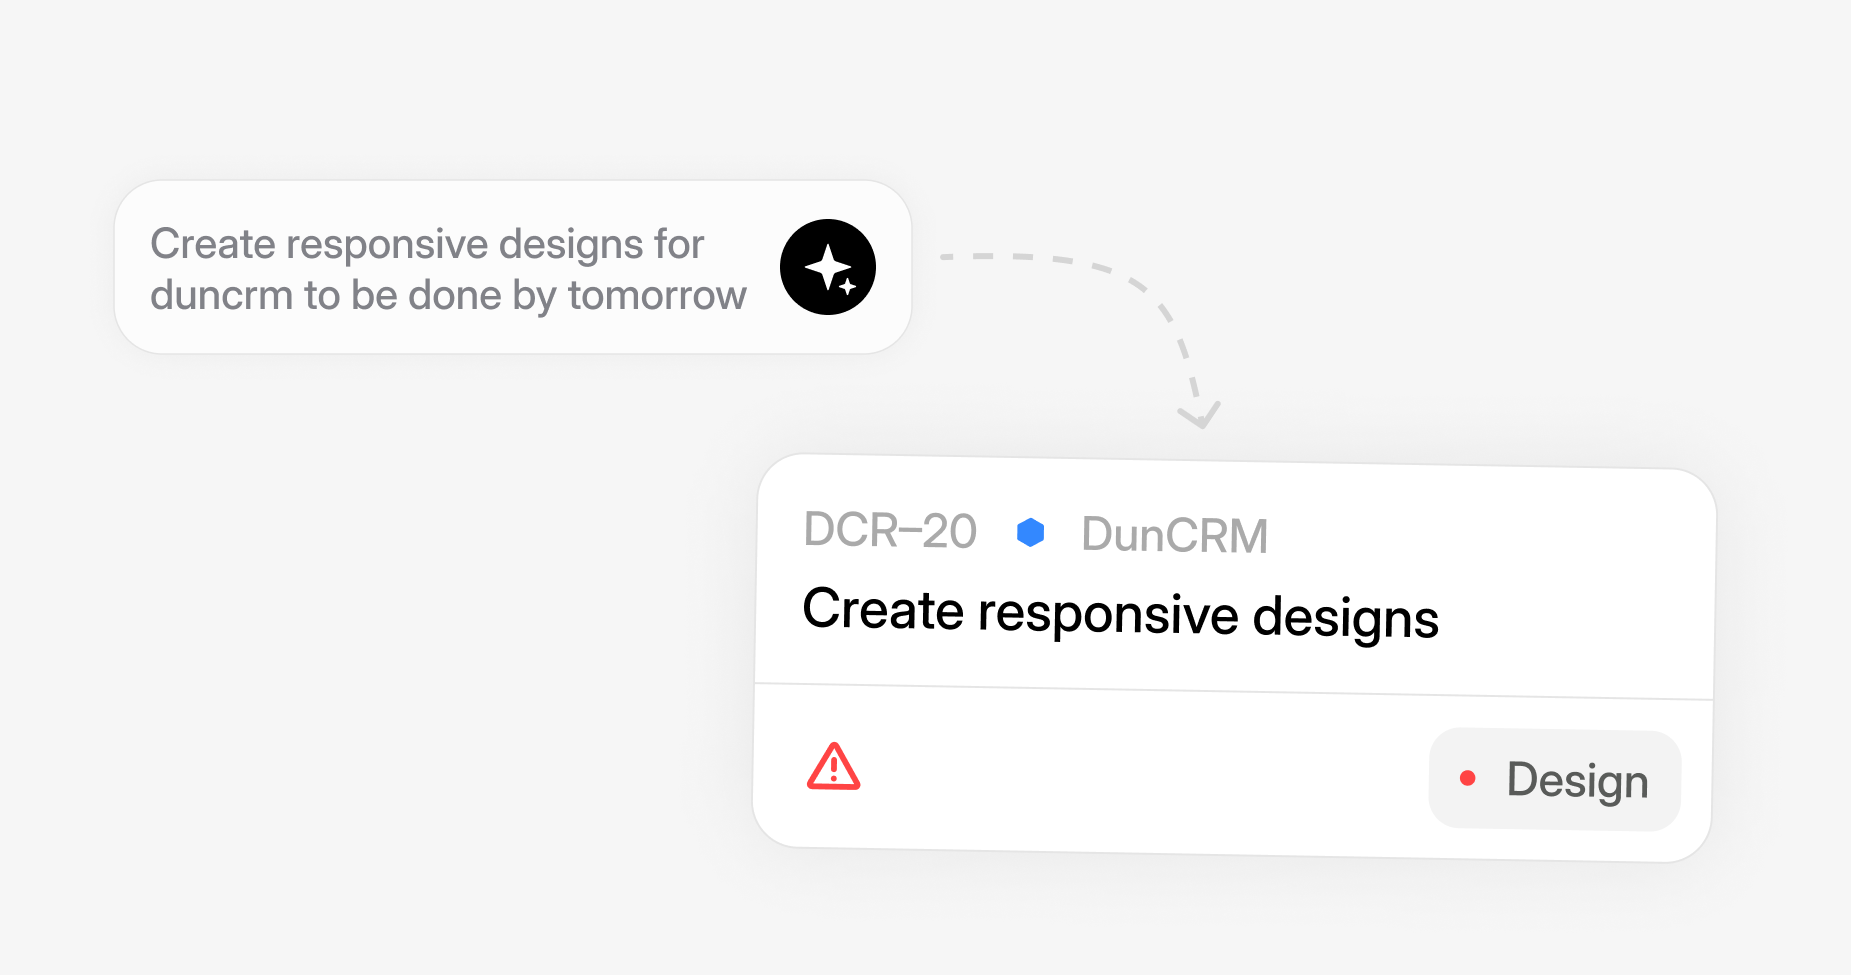 Create responsive designs for
duncrm to be done by tomorrow
DCR–20 DunCRM
Create responsive designs
Design